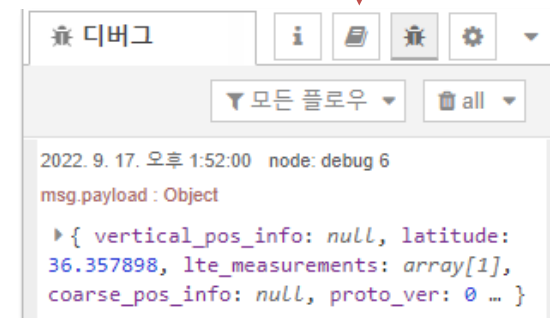 디버그
i
모든 플로우
all
2022. 9. 17. 오후 1:52:00 node: debug 6
msg.payload : Object
{ vertical_pos_info: null, latitude:
36.357898, lte_measurements: array[1],
coarse_pos_info: null, proto_ver: 0 … }